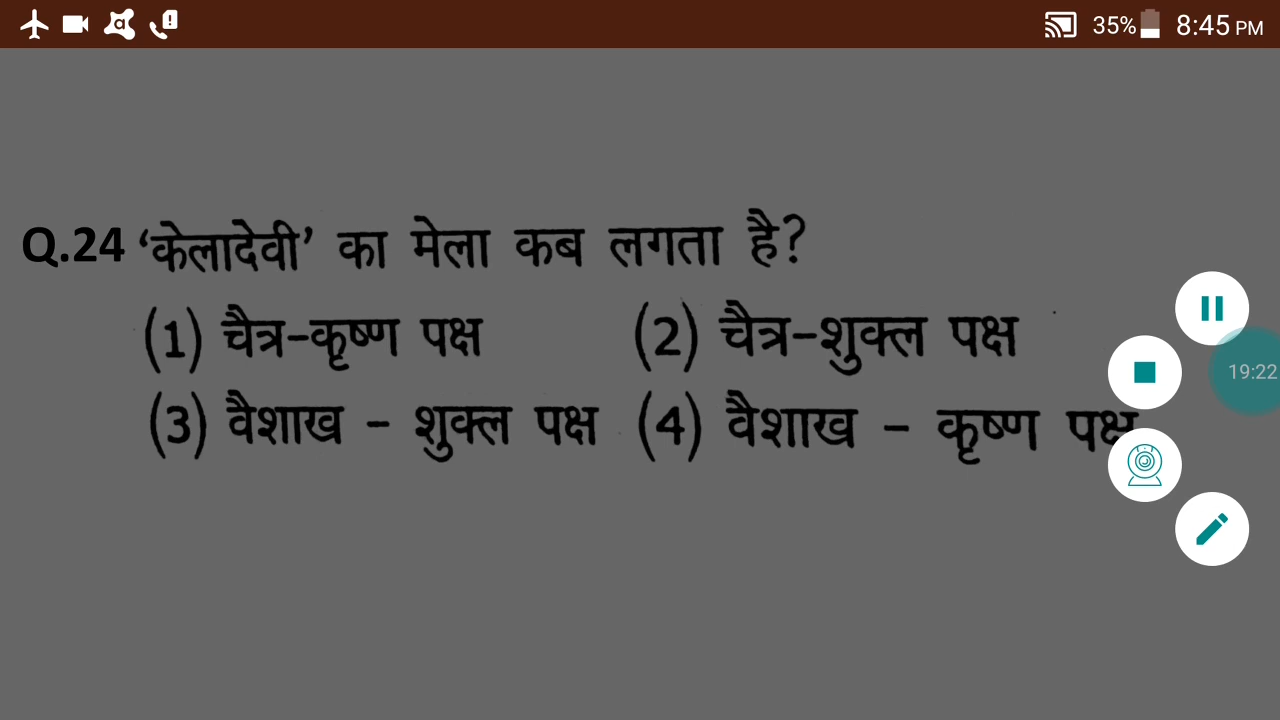 35% 8:45 PM
Q.24 ‘केलादेवी’ का मेला कब लगता है?
(1) चैत्र-कृष्ण पक्ष (2) चैत्र-शुक्ल पक्ष
19:22
(3) वैशाख - शुक्ल पक्ष (4) वैशाख - कृष्ण पक्ष